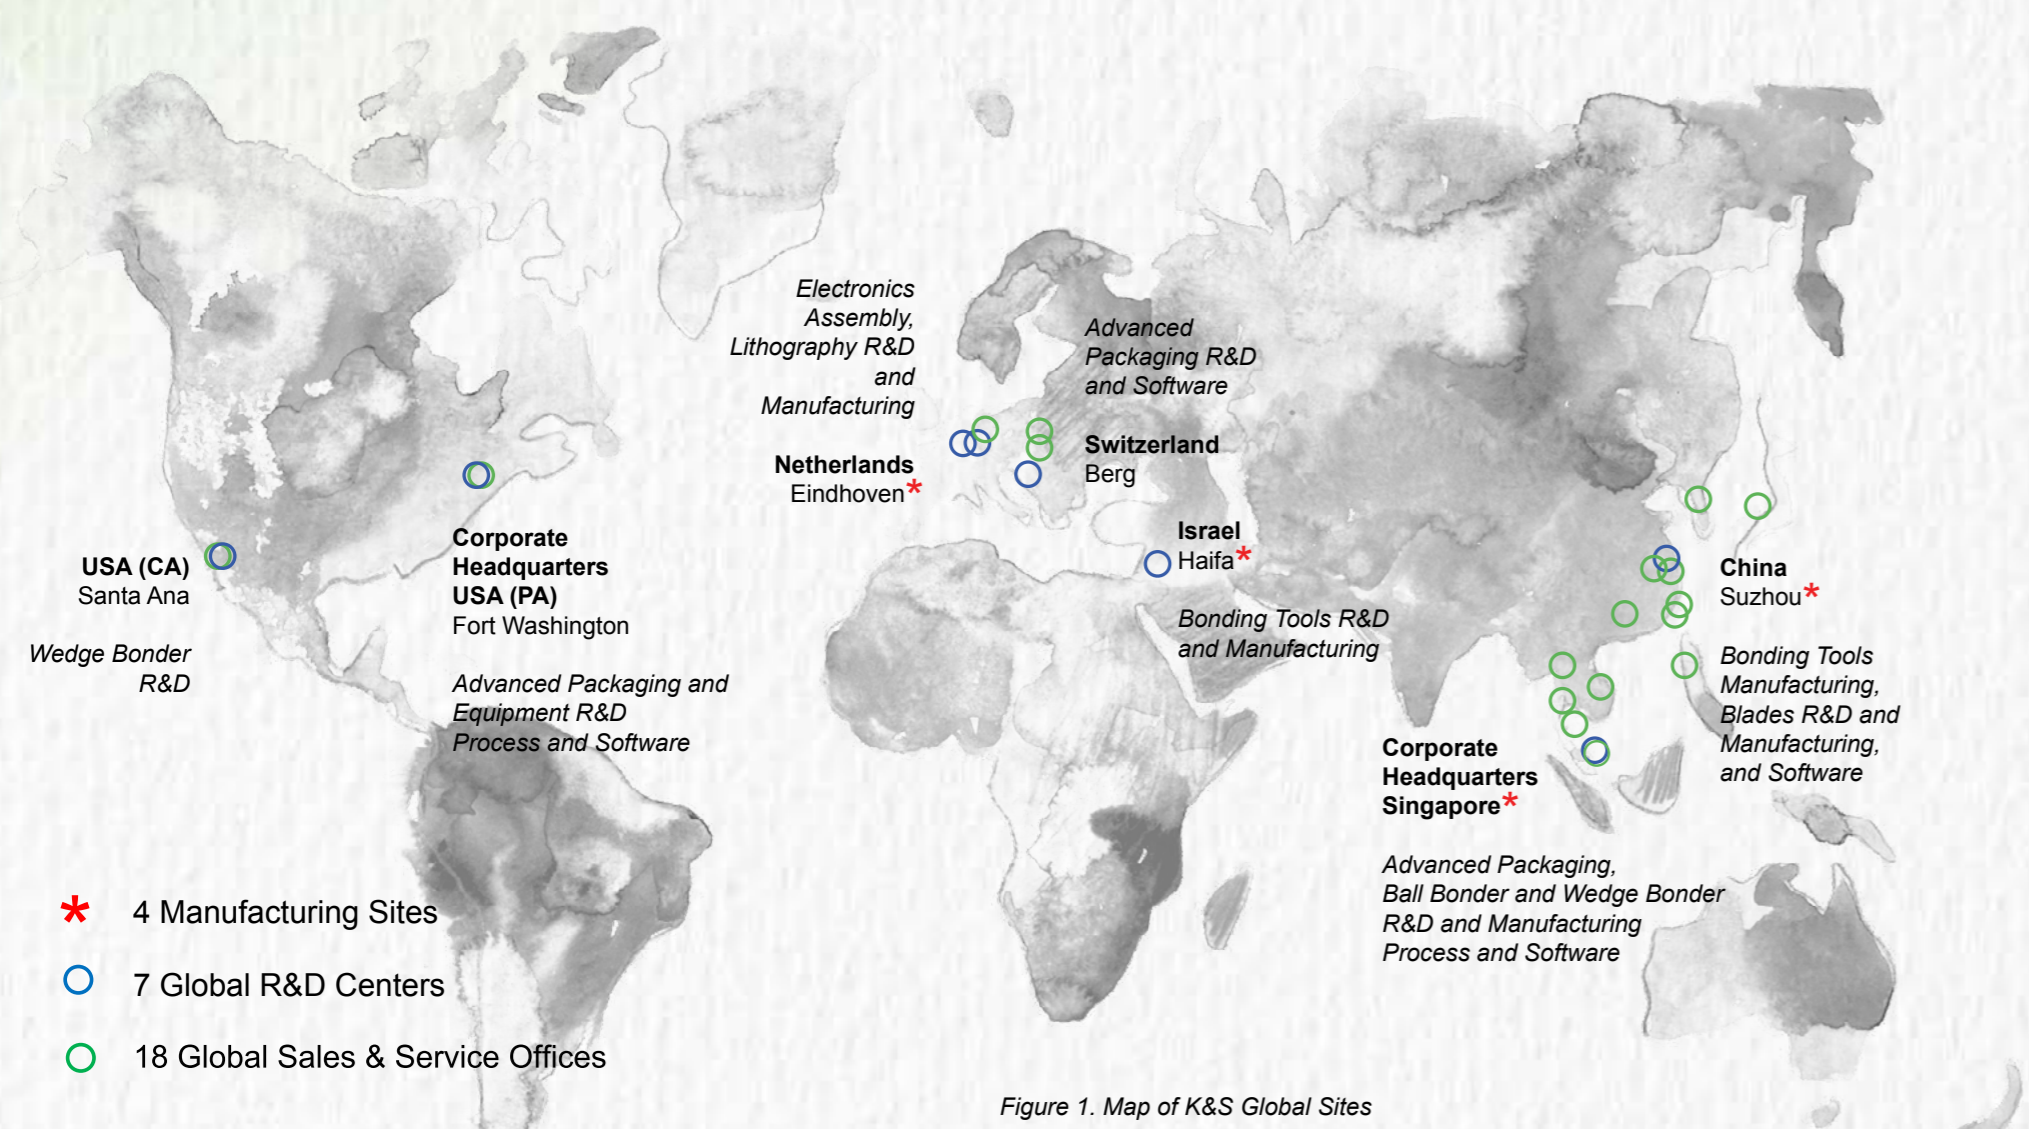 Electronics
Assembly,
Lithography R&D
and
Manufacturing
Netherlands
Eindhoven*
Advanced
Packaging R&D
and Software
Switzerland
Berg
USA (CA)
Santa Ana
Wedge Bonder
R&D
Corporate
Headquarters
USA (PA)
Fort Washington
Advanced Packaging and
Equipment R&D
Process and Software
Israel
Haifa*
Bonding Tools R&D
and Manufacturing
China
Suzhou*
Bonding Tools
Manufacturing,
Blades R&D and
Manufacturing,
and Software
Corporate
Headquarters
Singapore*
Advanced Packaging,
Ball Bonder and Wedge Bonder
R&D and Manufacturing
Process and Software
* 4 Manufacturing Sites
7 Global R&D Centers
18 Global Sales & Service Offices
Figure 1. Map of K&S Global Sites